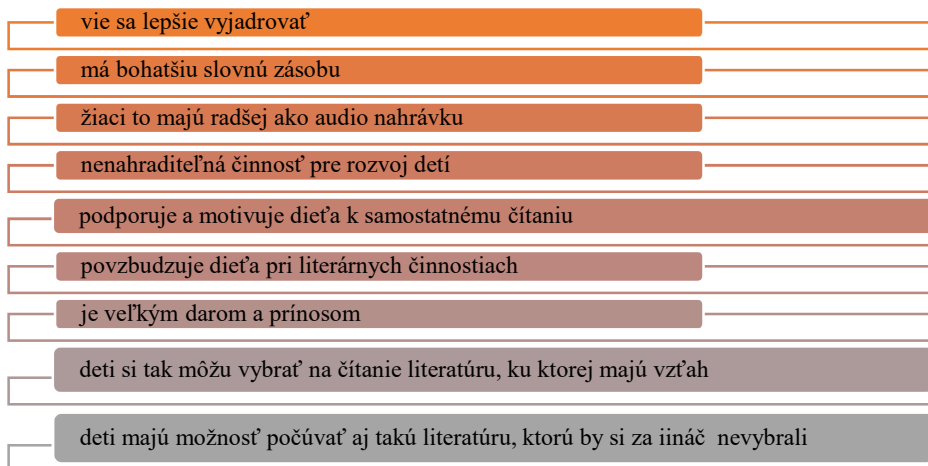 vie sa lepšie vyjadrovať
má bohatšiu slovnú zásobu
žiaci to majú radšej ako audio nahrávku
nenahraditeľná činnosť pre rozvoj detí
podporuje a motivuje dieťa k samostatnému čítaniu
povzbudzuje dieťa pri literárnych činnostiach
je veľkým darom a prínosom
deti si tak môžu vybrať na čítanie literatúru, ku ktorej majú vzťah
deti majú možnosť počúvať aj takú literatúru, ktorú by si za iináč nevybrali